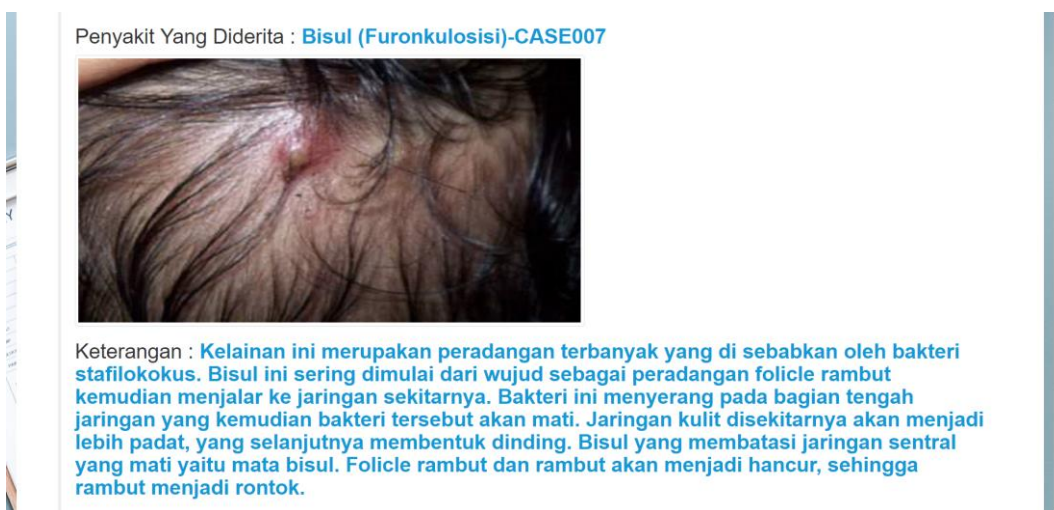 Penyakit Yang Diderita : Bisul (Furonkulosisi)-CASE007
Keterangan : Kelainan ini merupakan peradangan terbanyak yang di sebabkan oleh bakteri
stafilokokus. Bisul ini sering dimulai dari wujud sebagai peradangan folicle rambut
kemudian menjalar ke jaringan sekitarnya. Bakteri ini menyerang pada bagian tengah
jaringan yang kemudian bakteri tersebut akan mati. Jaringan kulit disekitarnya akan menjadi
lebih padat, yang selanjutnya membentuk dinding. Bisul yang membatasi jaringan sentral
yang mati yaitu mata bisul. Folicle rambut dan rambut akan menjadi hancur, sehingga
rambut menjadi rontok.